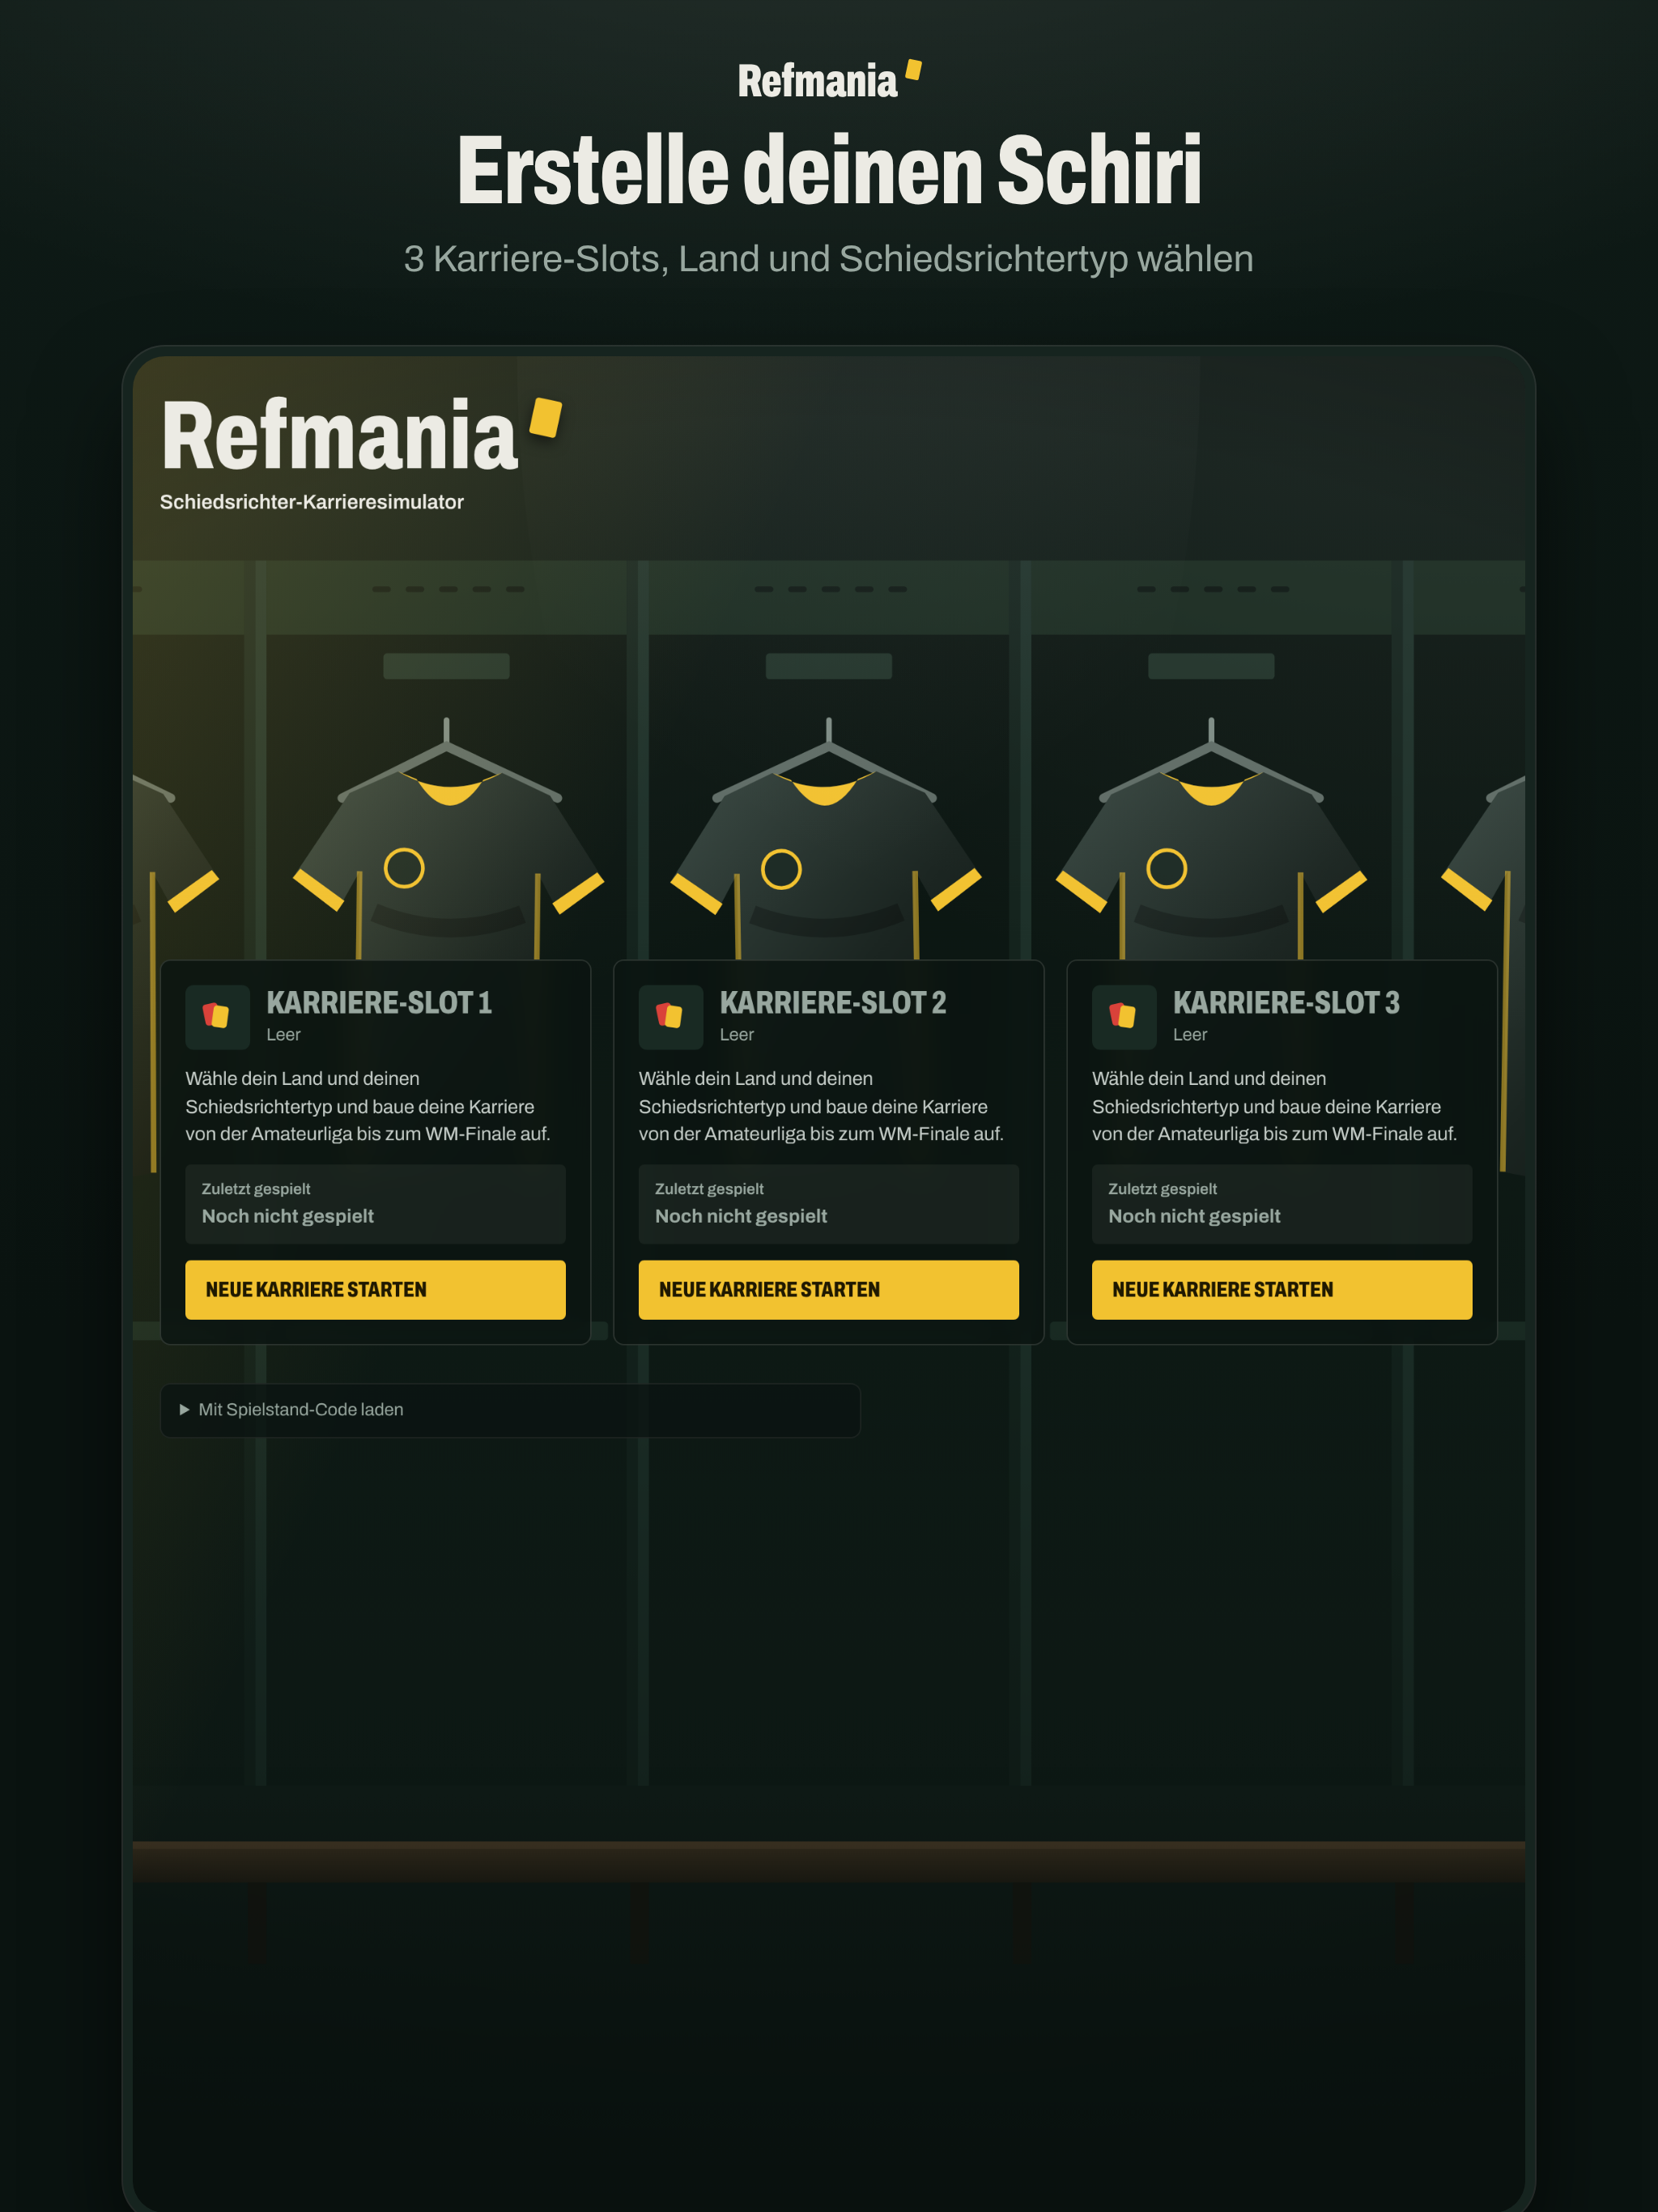 Refmania
Erstelle deinen Schiri
3 Karriere-Slots, Land und Schiedsrichtertyp wählen
Refmania
Schiedsrichter-Karrieresimulator
KARRIERE-SLOT 1
Leer
Wähle dein Land und deinen
Schiedsrichtertyp und baue deine Karriere
von der Amateurliga bis zum WM-Finale auf.
Zuletzt gespielt
Noch nicht gespielt
NEUE KARRIERE STARTEN
KARRIERE-SLOT 2
Leer
Wähle dein Land und deinen
Schiedsrichtertyp und baue deine Karriere
von der Amateurliga bis zum WM-Finale auf.
Zuletzt gespielt
Noch nicht gespielt
NEUE KARRIERE STARTEN
KARRIERE-SLOT 3
Leer
Wähle dein Land und deinen
Schiedsrichtertyp und baue deine Karriere
von der Amateurliga bis zum WM-Finale auf.
Zuletzt gespielt
Noch nicht gespielt
NEUE KARRIERE STARTEN
Mit Spielstand-Code laden